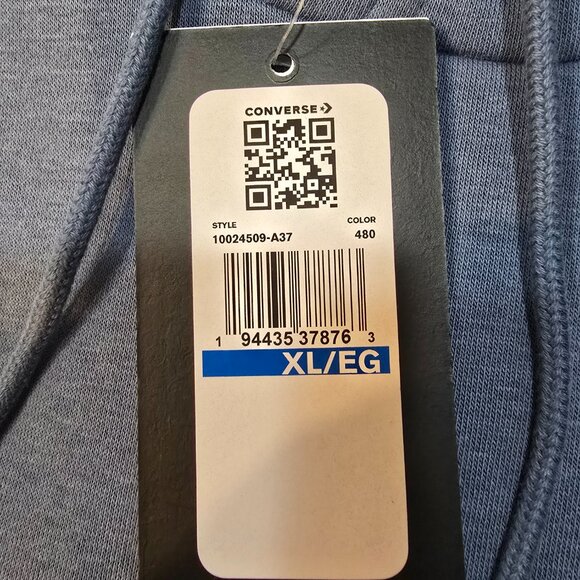 CONVERSE
STYLE COLOR
10024509-A37 480
1 94435 37876 3
XL/EG